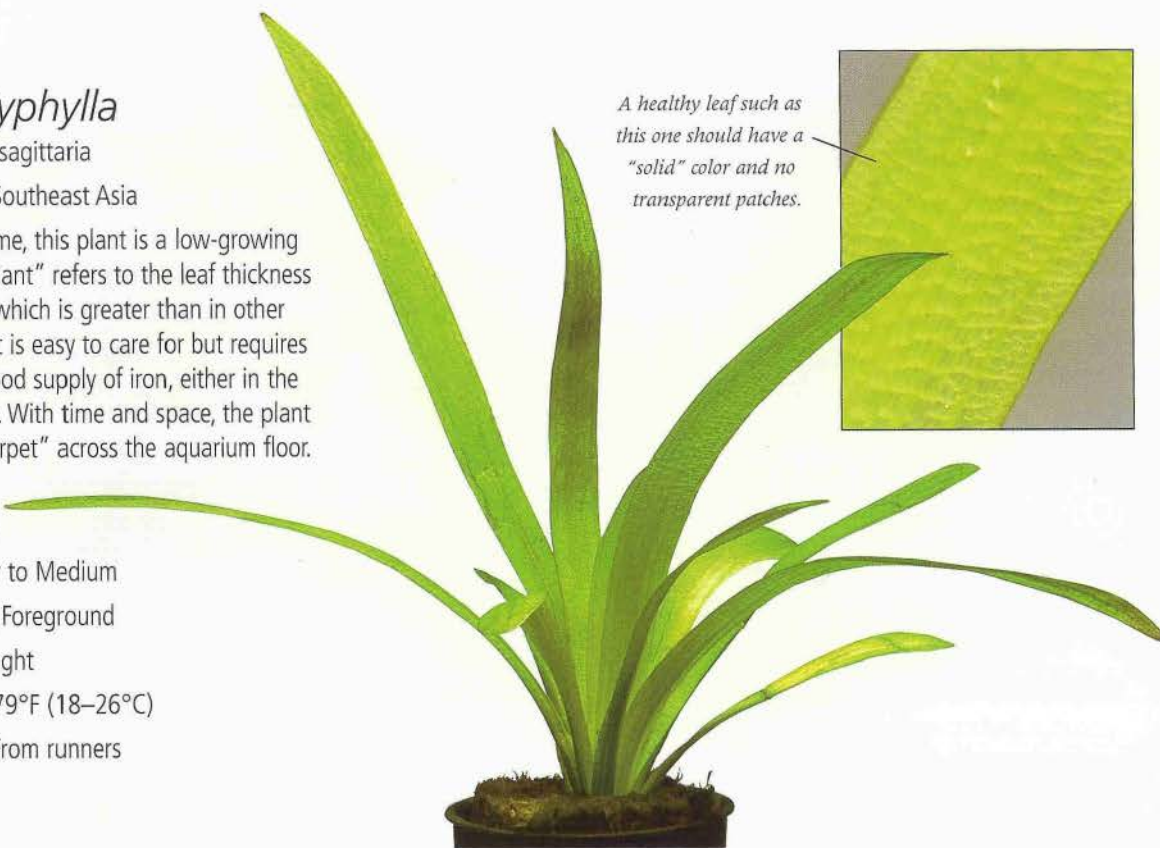 yphylla
sagittaria
Southeast Asia
me, this plant is a low-growing
ant” refers to the leaf thickness
which is greater than in other
t is easy to care for but requires
ood supply of iron, either in the
. With time and space, the plant
rpet” across the aquarium floor.
to Medium
Foreground
ght
79°F (18–26°C)
from runners
A healthy leaf such as
this one should have a
“solid” color and no
transparent patches.